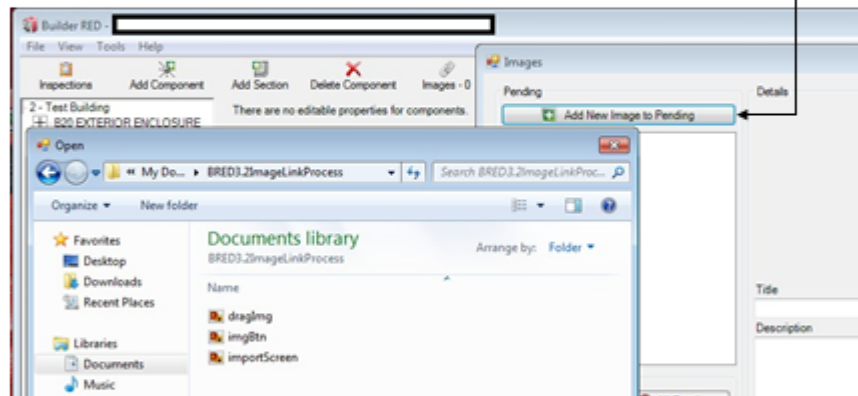 Builder RED -
File View Tools Help
Inspections Add Component Add Section Delete Component Images - 0
2 - Test Building
B20 EXTERIOR ENCLOSURE
There are no editable properties for components.
Images
Pending
Add New Image to Pending
Details
Title
Description
Open
« My Do... ▸ BRED3.2ImageLinkProcess
Search BRED3.2ImageLinkProc...
Organize New folder
Favorites
Desktop
Downloads
Recent Places
Libraries
Documents
Music
Documents library
BRED3.2ImageLinkProcess
Arrange by: Folder
Name
dragImg
imgBtn
importScreen